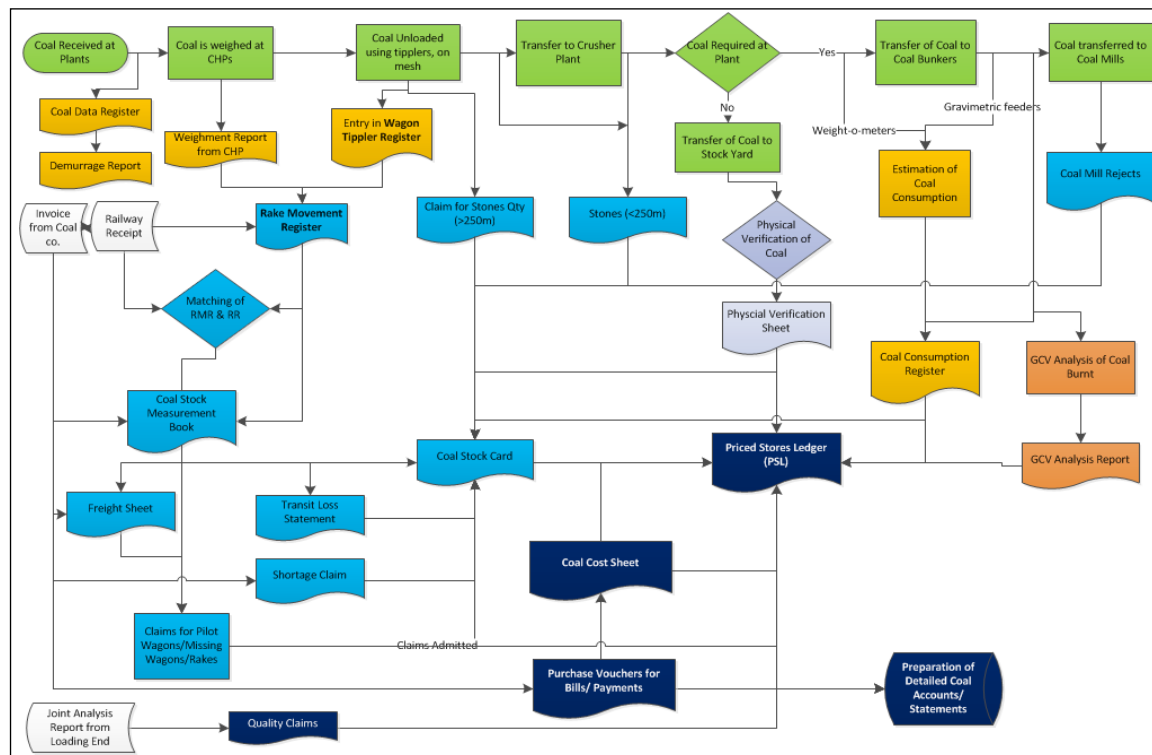 Coal Received at
Plants
Coal is weighed at
CHPs
Coal Unloaded
using tipplers, on
mesh
Transfer to Crusher
Plant
Coal Required at
Plant
Yes
Transfer of Coal to
Coal Bunkers
Coal transferred to
Coal Mills
Coal Data Register
Demurrage Report
Weighment Report
from CHP
Entry in Wagon
Tippler Register
No
Transfer of Coal to
Stock Yard
Gravimetric feeders
Weight-o-meters
Estimation of
Coal
Consumption
Coal Mill Rejects
Invoice
from Coal
co.
Railway
Receipt
Rake Movement
Register
Claim for Stones Qty
(>250m)
Stones (<250m)
Physical
Verification of
Coal
Matching of
RMR & RR
Physcial Verification
Sheet
Coal Consumption
Register
GCV Analysis of Coal
Burnt
Coal Stock
Measurement
Book
Coal Stock Card
Priced Stores Ledger
(PSL)
GCV Analysis Report
Freight Sheet
Transit Loss
Statement
Shortage Claim
Coal Cost Sheet
Claims for Pilot
Wagons/Missing
Wagons/Rakes
Claims Admitted
Purchase Vouchers for
Bills/ Payments
Preparation of
Detailed Coal
Accounts/
Statements
Joint Analysis
Report from
Loading End
Quality Claims